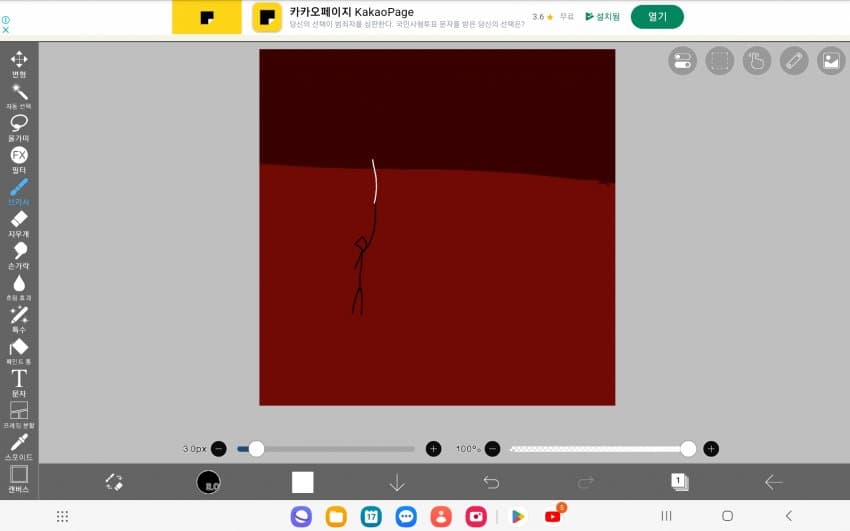 카카오페이지 KakaoPage
당신의 선택이 범죄자를 심판한다. 국민사형투표 문자를 받은 당신의 선택은?
3.6 ★ 무료 설치됨
열기
변형
자동 선택
올가미
FX
필터
브러시
지우개
손가락
흐림 효과
특수
페인트 통
T
문자
프레임 분할
스포이드
캔버스
3.0px
100%
1
17
5